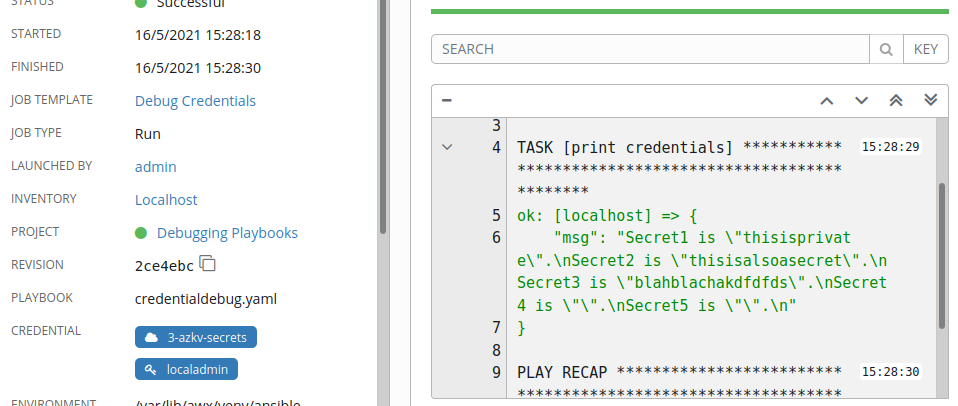 STATUS Successful
STARTED 16/5/2021 15:28:18
FINISHED 16/5/2021 15:28:30
JOB TEMPLATE Debug Credentials
JOB TYPE Run
LAUNCHED BY admin
INVENTORY Localhost
PROJECT Debugging Playbooks
REVISION 2ce4ebc
PLAYBOOK credentialdebug.yaml
CREDENTIAL 3-azkv-secrets
localadmin
ENVIRONMENT /var/lib/awx/venv/ansible
SEARCH KEY
3
4 TASK [print credentials] *********** 15:28:29
************************************
********
5 ok: [localhost] => {
6 "msg": "Secret1 is \"thisisprivat
e\".\nSecret2 is \"thisisalsoasecret\".\n
Secret3 is \"blahblachakdfdfds\".\nSecret
4 is \"\".\nSecret5 is \"\".\n"
7 }
8
9 PLAY RECAP ************************* 15:28:30
************************************